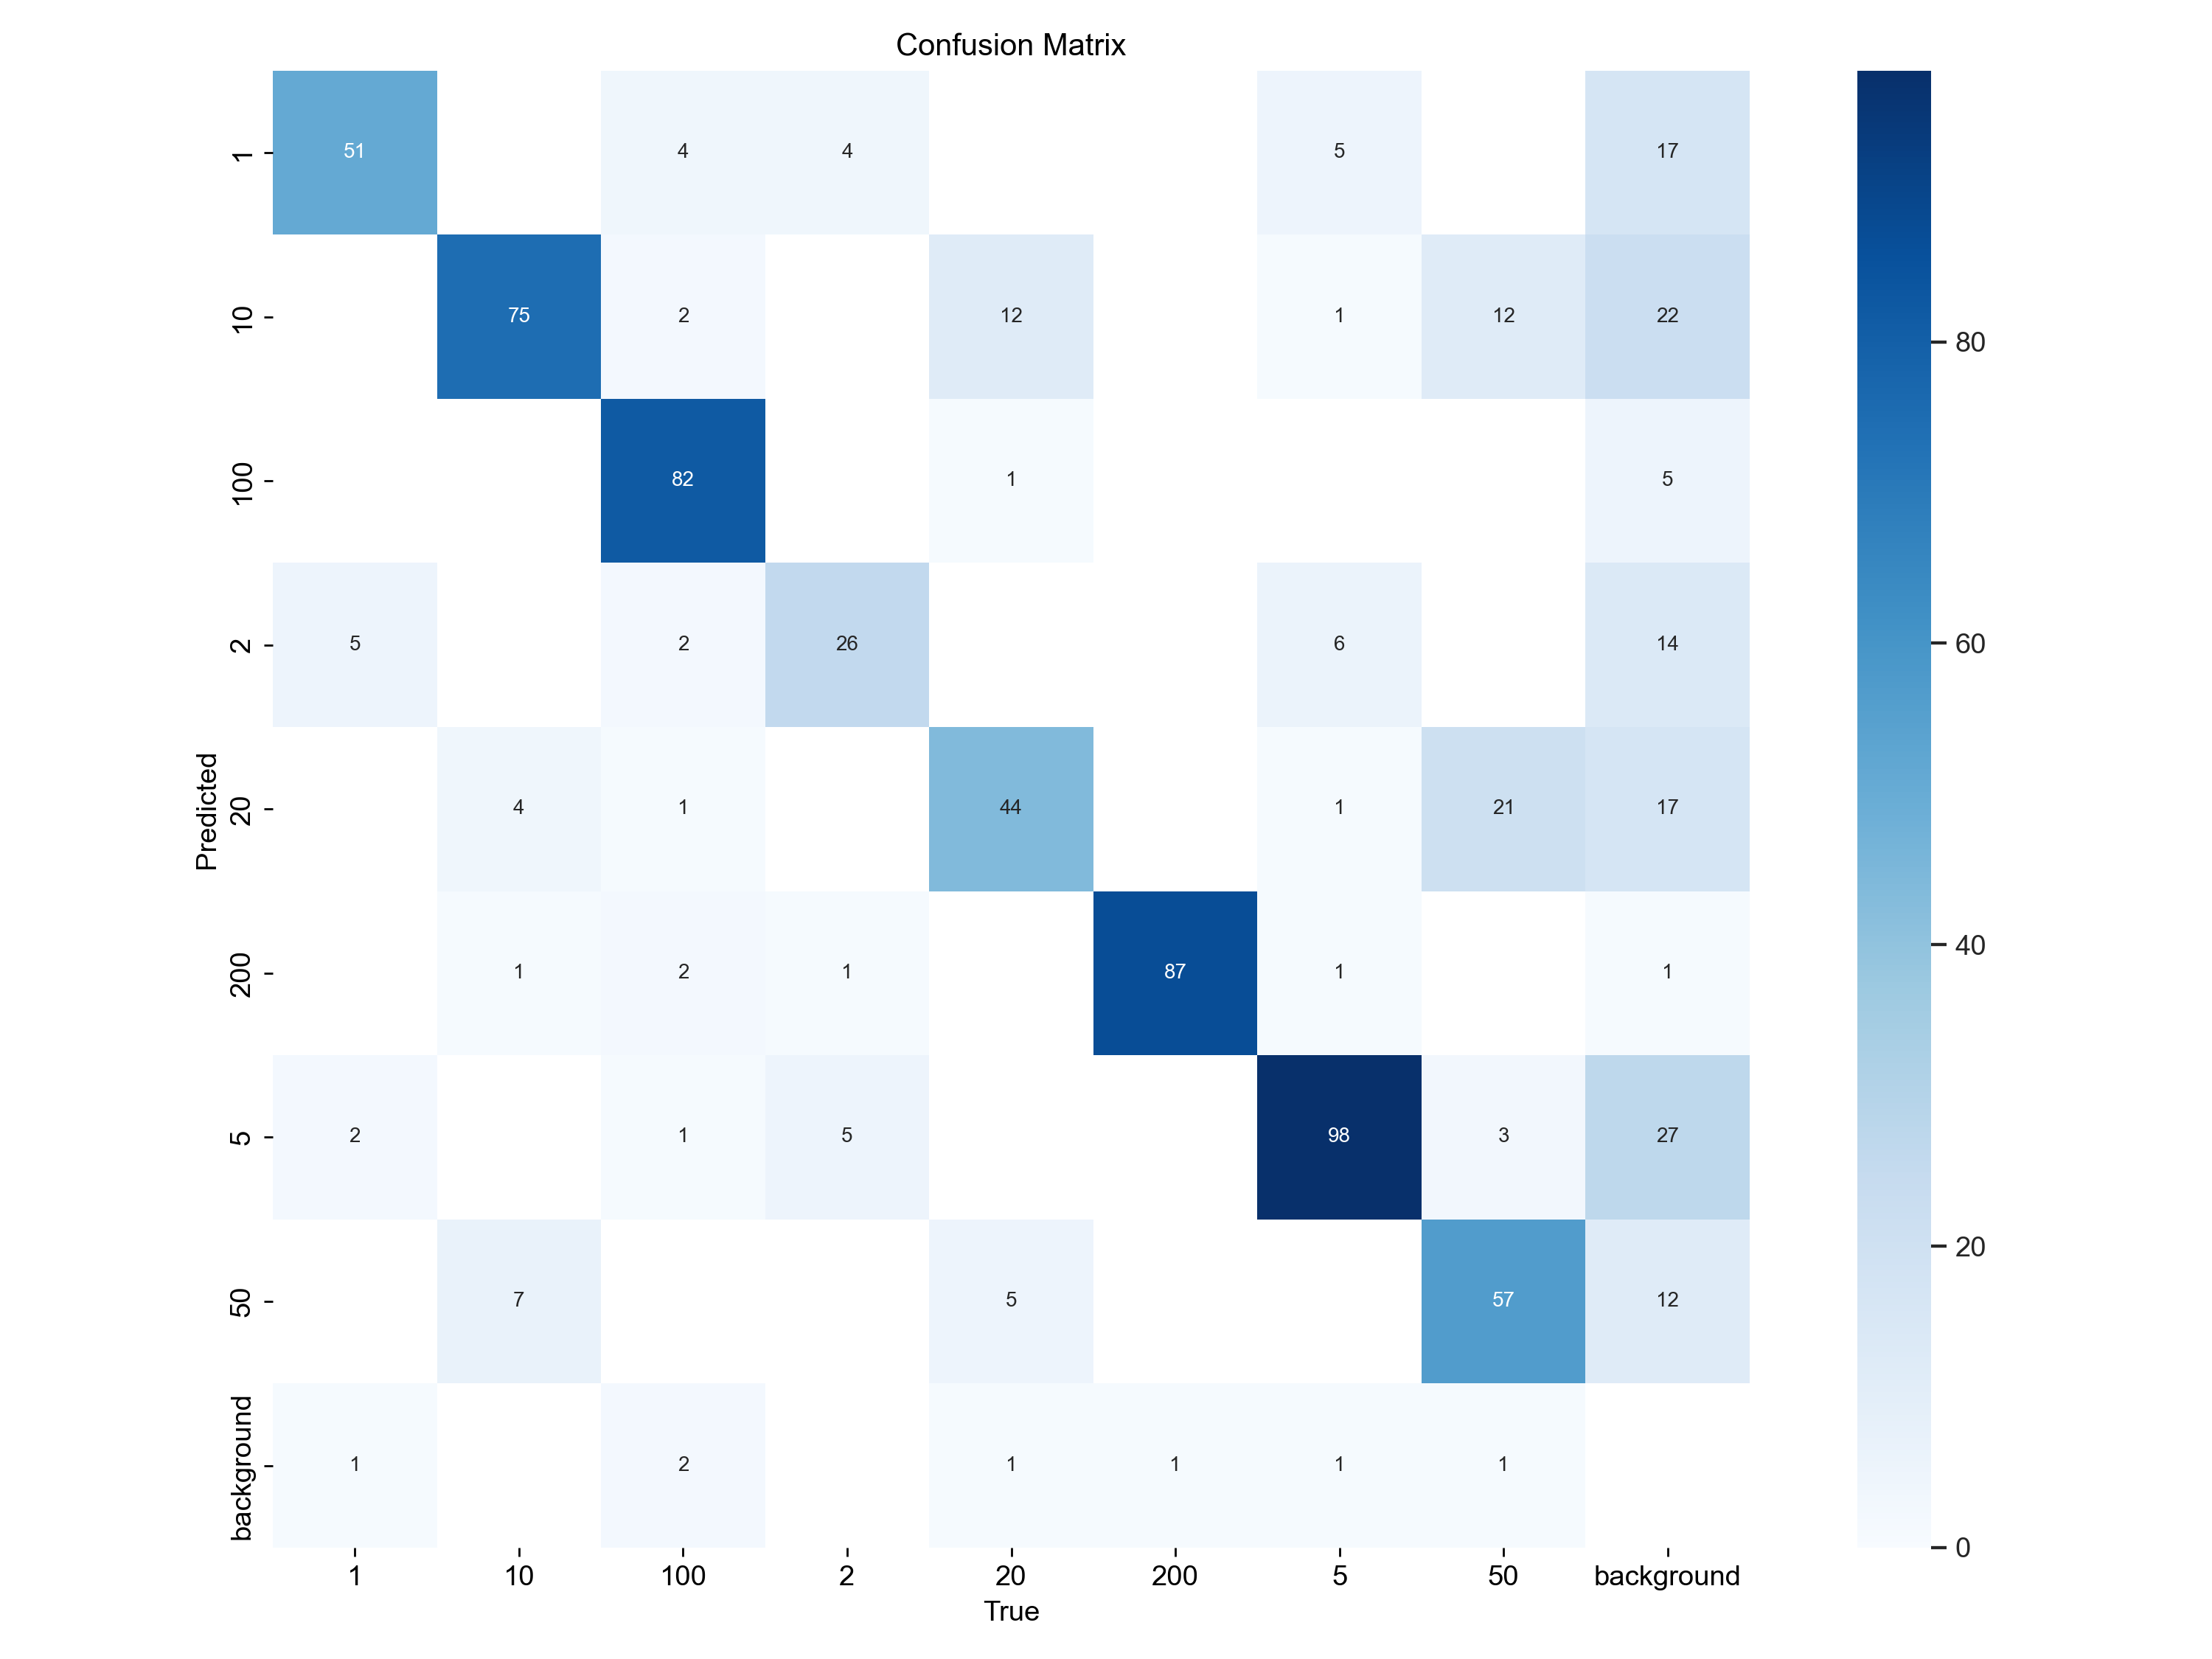 Confusion Matrix
1 51 4 4 5 17
10 75 2 12 1 12 22
100 82 1 5
2 5 2 26 6 14
20 4 1 44 1 21 17
200 1 2 1 87 1 1
5 2 1 5 98 3 27
50 7 5 57 12
background 1 2 1 1 1 1
1 10 100 2 20 200 5 50 background
True
Predicted
80
60
40
20
0